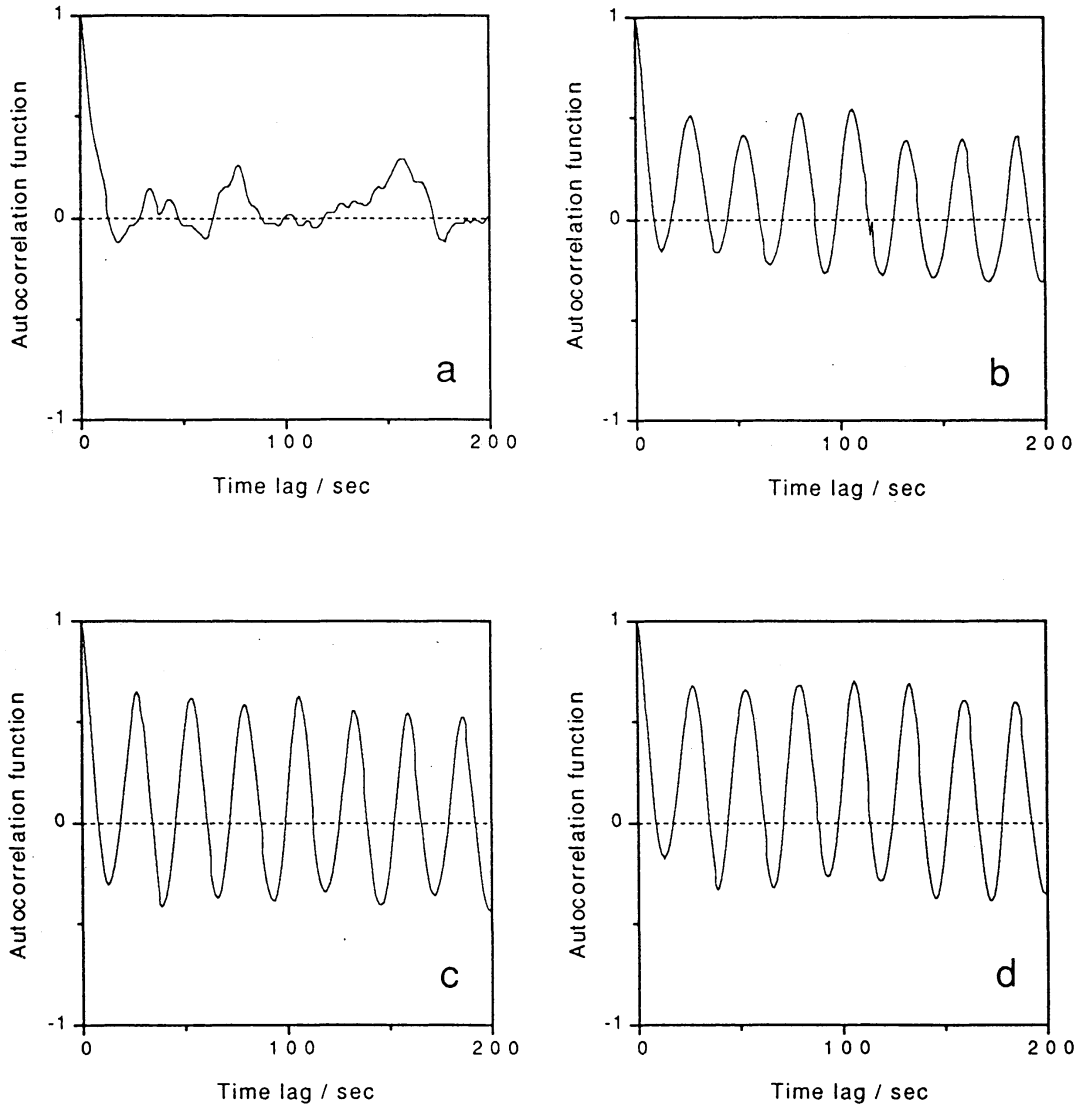 1
0
-1
Autocorrelation function
a
0 100 200
Time lag / sec
1
0
-1
Autocorrelation function
b
0 100 200
Time lag / sec
1
0
-1
Autocorrelation function
c
0 100 200
Time lag / sec
1
0
-1
Autocorrelation function
d
0 100 200
Time lag / sec